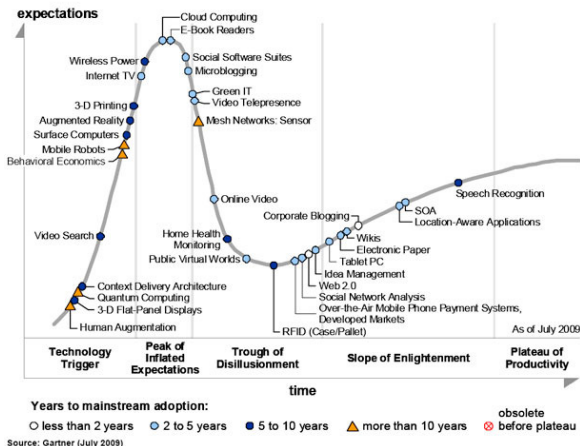 expectations
Cloud Computing
E-Book Readers
Wireless Power
Social Software Suites
Internet TV
Microblogging
Green IT
3-D Printing
Video Telepresence
Augmented Reality
Mesh Networks: Sensor
Surface Computers
Mobile Robots
Behavioral Economics
Online Video
Speech Recognition
Corporate Blogging
SOA
Location-Aware Applications
Video Search
Home Health
Monitoring
Wikis
Electronic Paper
Public Virtual Worlds
Tablet PC
Idea Management
Context Delivery Architecture
Web 2.0
Quantum Computing
Social Network Analysis
3-D Flat-Panel Displays
Over-the-Air Mobile Phone Payment Systems,
Developed Markets
Human Augmentation
RFID (Case/Pallet)
As of July 2009
Technology
Trigger
Peak of
Inflated
Expectations
Trough of
Disillusionment
Slope of Enlightenment
Plateau of
Productivity
time
Years to mainstream adoption:
less than 2 years
2 to 5 years
5 to 10 years
more than 10 years
obsolete
before plateau
Source: Gartner (July 2009)